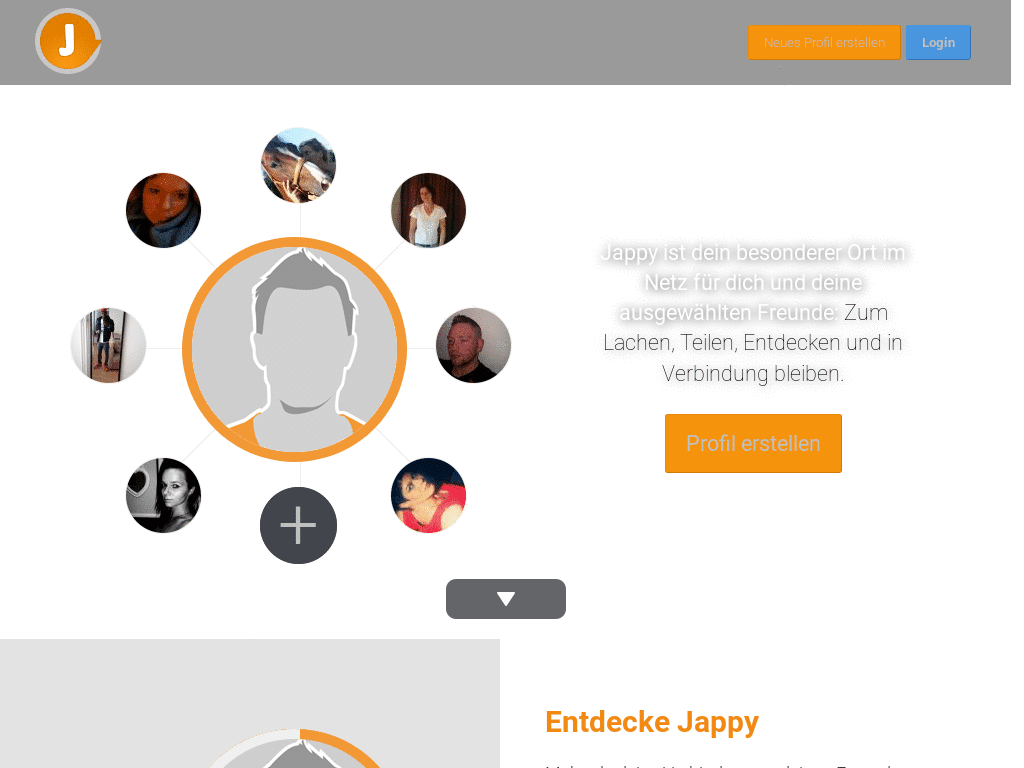 J
Neues Profil erstellen
Login
Jappy ist dein besonderer Ort im
Netz für dich und deine
ausgewählten Freunde: Zum
Lachen, Teilen, Entdecken und in
Verbindung bleiben.
Profil erstellen
Entdecke Jappy